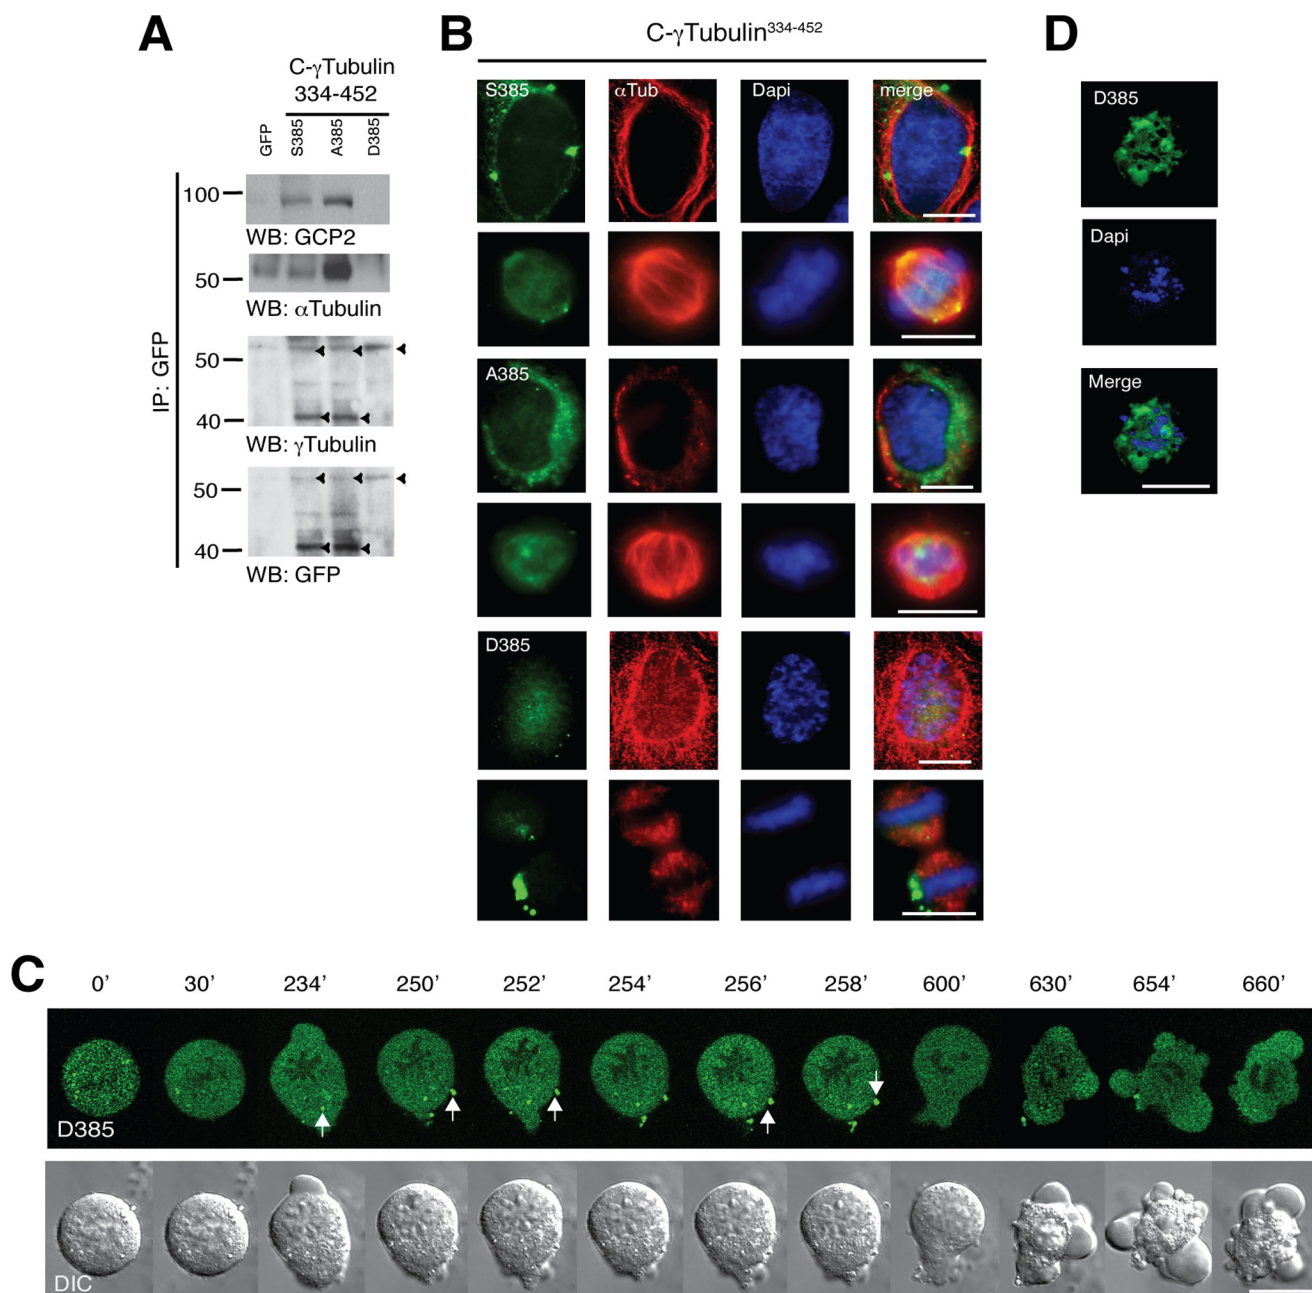 A
C-γTubulin
334-452
GFP
S385
A385
D385
IP: GFP
100
WB: GCP2
50
WB: αTubulin
50
40
WB: γTubulin
50
40
WB: GFP
B
C-γTubulin334-452
S385
αTub
Dapi
merge
A385
D385
D
D385
Dapi
Merge
C
0’ 30’ 234’ 250’ 252’ 254’ 256’ 258’ 600’ 630’ 654’ 660’
D385
DIC